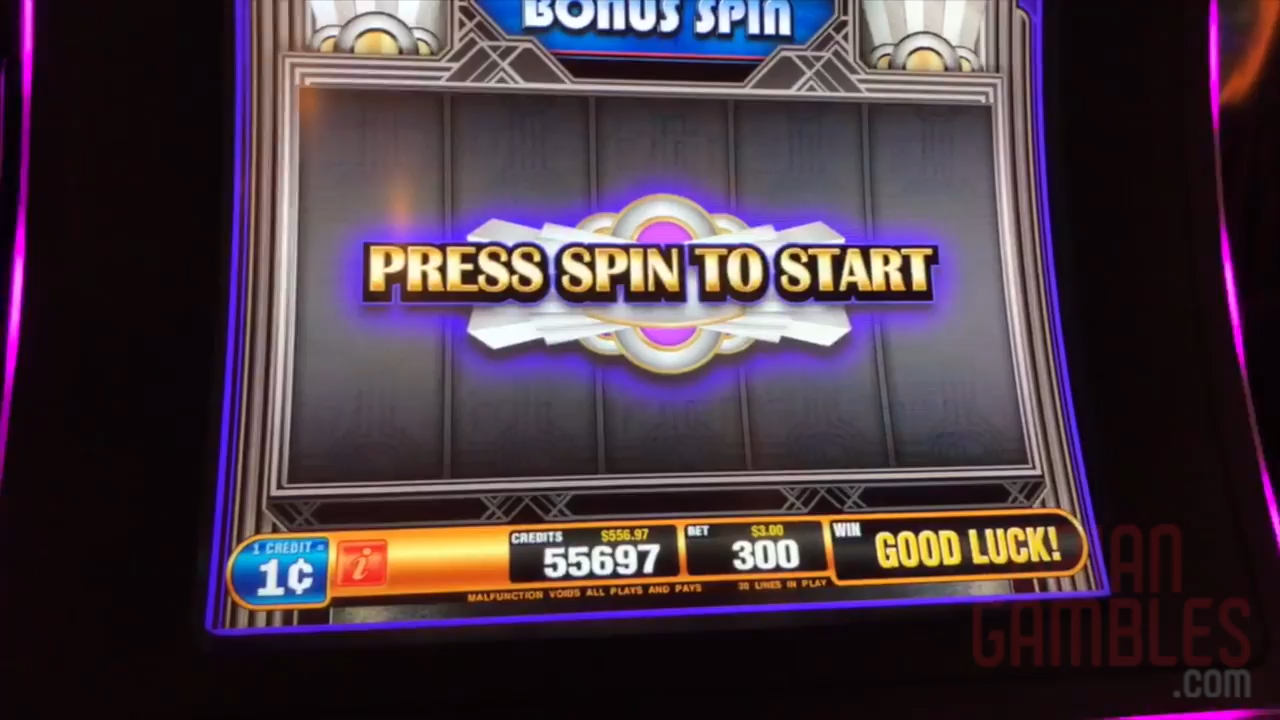 BONUS SPIN
PRESS SPIN TO START
1 CREDIT =
1¢
i
CREDITS $556.97
55697
BET $3.00
300
WIN
GOOD LUCK!
MALFUNCTION VOIDS ALL PLAYS AND PAYS
30 LINES IN PLAY
GAMBLES
.com